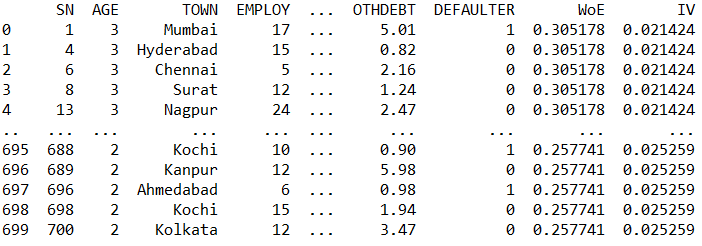 SN AGE TOWN EMPLOY ... OTHDEBT DEFAULTER WoE IV
0 1 3 Mumbai 17 ... 5.01 1 0.305178 0.021424
1 4 3 Hyderabad 15 ... 0.82 0 0.305178 0.021424
2 6 3 Chennai 5 ... 2.16 0 0.305178 0.021424
3 8 3 Surat 12 ... 1.24 0 0.305178 0.021424
4 13 3 Nagpur 24 ... 2.47 0 0.305178 0.021424
.. ... ... ... ... ... ... ... ... ...
695 688 2 Kochi 10 ... 0.90 1 0.257741 0.025259
696 689 2 Kanpur 12 ... 5.98 0 0.257741 0.025259
697 696 2 Ahmedabad 6 ... 0.98 1 0.257741 0.025259
698 698 2 Kochi 15 ... 1.94 0 0.257741 0.025259
699 700 2 Kolkata 12 ... 3.47 0 0.257741 0.025259